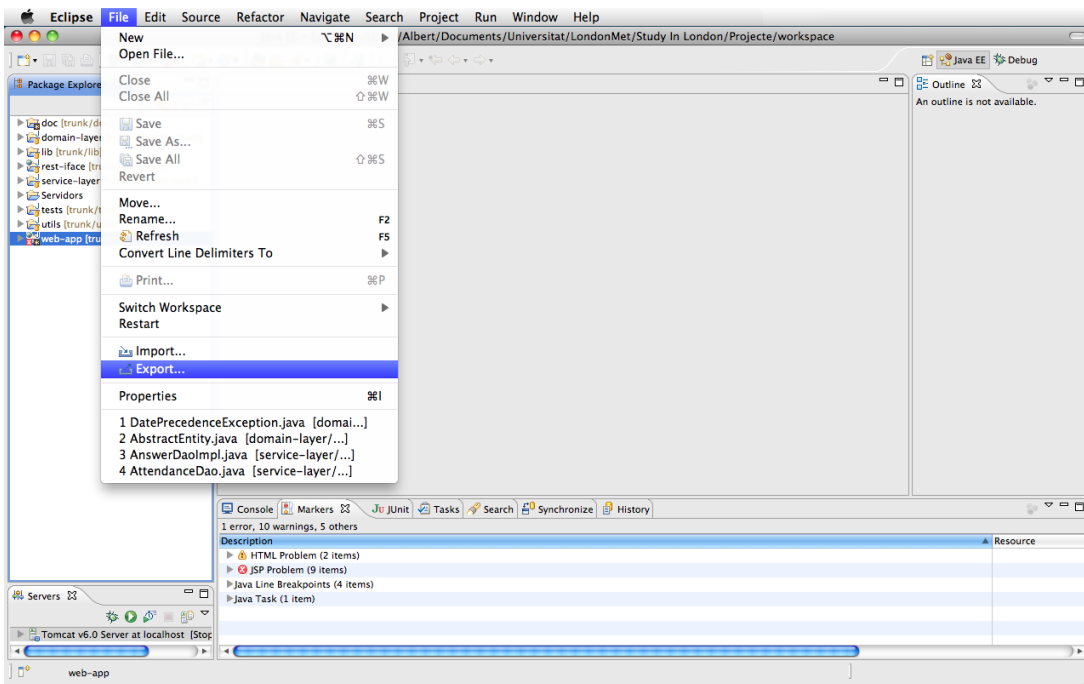 Eclipse File Edit Source Refactor Navigate Search Project Run Window Help
/Albert/Documents/Universitat/LondonMet/Study In London/Projecte/workspace
New ⌥⌘N
Open File...
Close ⌘W
Close All ⇧⌘W
Save ⌘S
Save As...
Save All ⇧⌘S
Revert
Move...
Rename... F2
Refresh F5
Convert Line Delimiters To
Print... ⌘P
Switch Workspace
Restart
Import...
Export...
Properties ⌘I
1 DatePrecedenceException.java [domai...]
2 AbstractEntity.java [domain-layer/...]
3 AnswerDaoImpl.java [service-layer/...]
4 AttendanceDao.java [service-layer/...]
Java EE Debug
Package Explore
doc [trunk/d
domain-laye
lib [trunk/lib]
rest-iface [tru
service-layer
Servidors
tests [trunk/t
utils [trunk/u
web-app [tru
Outline
An outline is not available.
Console Markers JUnit Tasks Search Synchronize History
1 error, 10 warnings, 5 others
Description Resource
HTML Problem (2 items)
JSP Problem (9 items)
Java Line Breakpoints (4 items)
Java Task (1 item)
Servers
Tomcat v6.0 Server at localhost [Stop
web-app